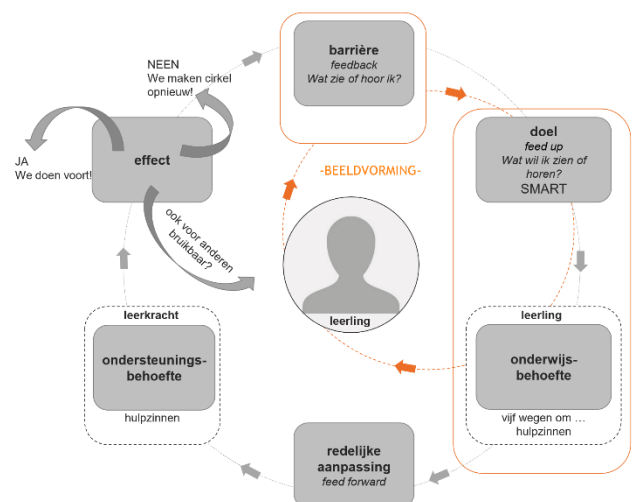 barrière
feedback
Wat zie of hoor ik?
NEEN
We maken cirkel
opnieuw!
JA
We doen voort!
effect
doel
feed up
Wat wil ik zien of
horen?
SMART
-BEELDVORMING-
ook voor anderen
bruikbaar?
leerling
leerkracht
ondersteunings-
behoefte
hulpzinnen
leerling
onderwijs-
behoefte
vijf wegen om ...
hulpzinnen
redelijke
aanpassing
feed forward